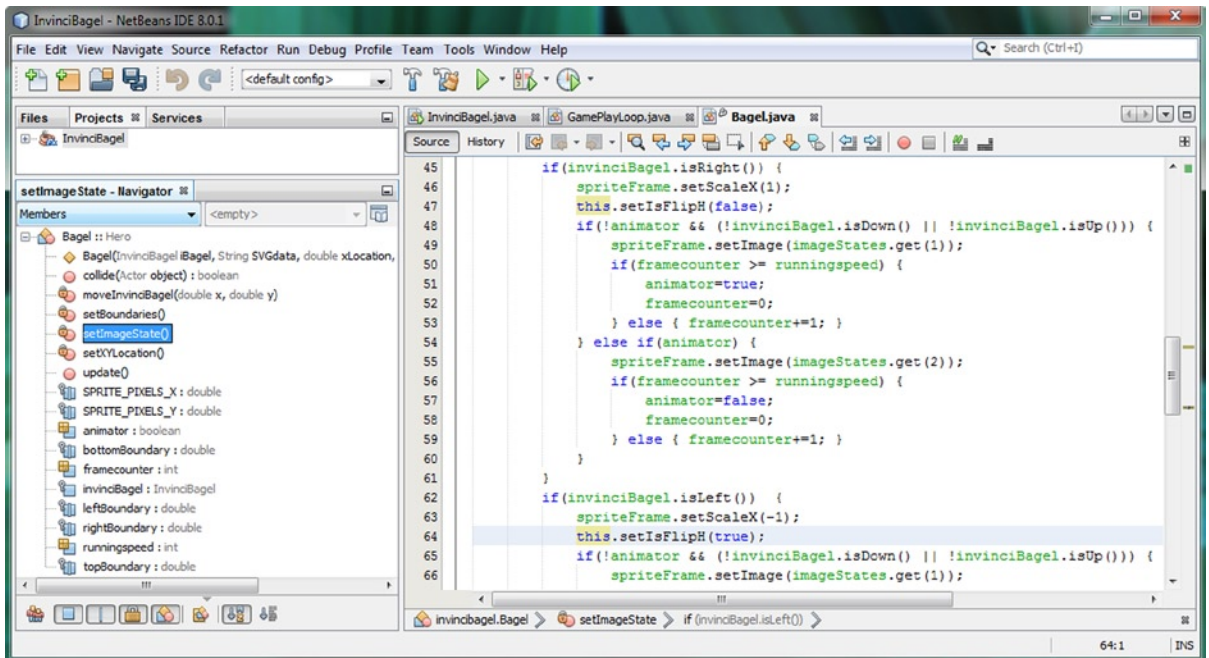 InvinciBagel - NetBeans IDE 8.0.1
File Edit View Navigate Source Refactor Run Debug Profile Team Tools Window Help
Search (Ctrl+I)
<default config>
Files Projects Services
InvinciBagel
setImageState - Navigator
Members <empty>
Bagel :: Hero
Bagel(InvinciBagel iBagel, String SVGdata, double xLocation,
collide(Actor object) : boolean
moveInvinciBagel(double x, double y)
setBoundaries()
setImageState()
setXYLocation()
update()
SPRITE_PIXELS_X : double
SPRITE_PIXELS_Y : double
animator : boolean
bottomBoundary : double
framecounter : int
invinciBagel : InvinciBagel
leftBoundary : double
rightBoundary : double
runningspeed : int
topBoundary : double
InvinciBagel.java GamePlayLoop.java Bagel.java
Source History
45 if(invinciBagel.isRight()) {
46 spriteFrame.setScaleX(1);
47 this.setIsFlipH(false);
48 if(!animator && (!invinciBagel.isDown() || !invinciBagel.isUp())) {
49 spriteFrame.setImage(imageStates.get(1));
50 if(framecounter >= runningspeed) {
51 animator=true;
52 framecounter=0;
53 } else { framecounter+=1; }
54 } else if(animator) {
55 spriteFrame.setImage(imageStates.get(2));
56 if(framecounter >= runningspeed) {
57 animator=false;
58 framecounter=0;
59 } else { framecounter+=1; }
60 }
61 }
62 if(invinciBagel.isLeft()) {
63 spriteFrame.setScaleX(-1);
64 this.setIsFlipH(true);
65 if(!animator && (!invinciBagel.isDown() || !invinciBagel.isUp())) {
66 spriteFrame.setImage(imageStates.get(1));
invincibagel.Bagel setImageState if (invinciBagel.isLeft())
64:1 INS